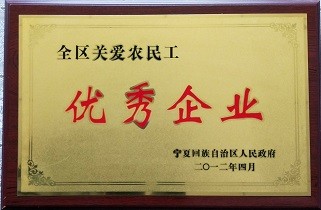 全区关爱农民工
优秀企业
宁夏回族自治区人民政府
二〇一二年四月